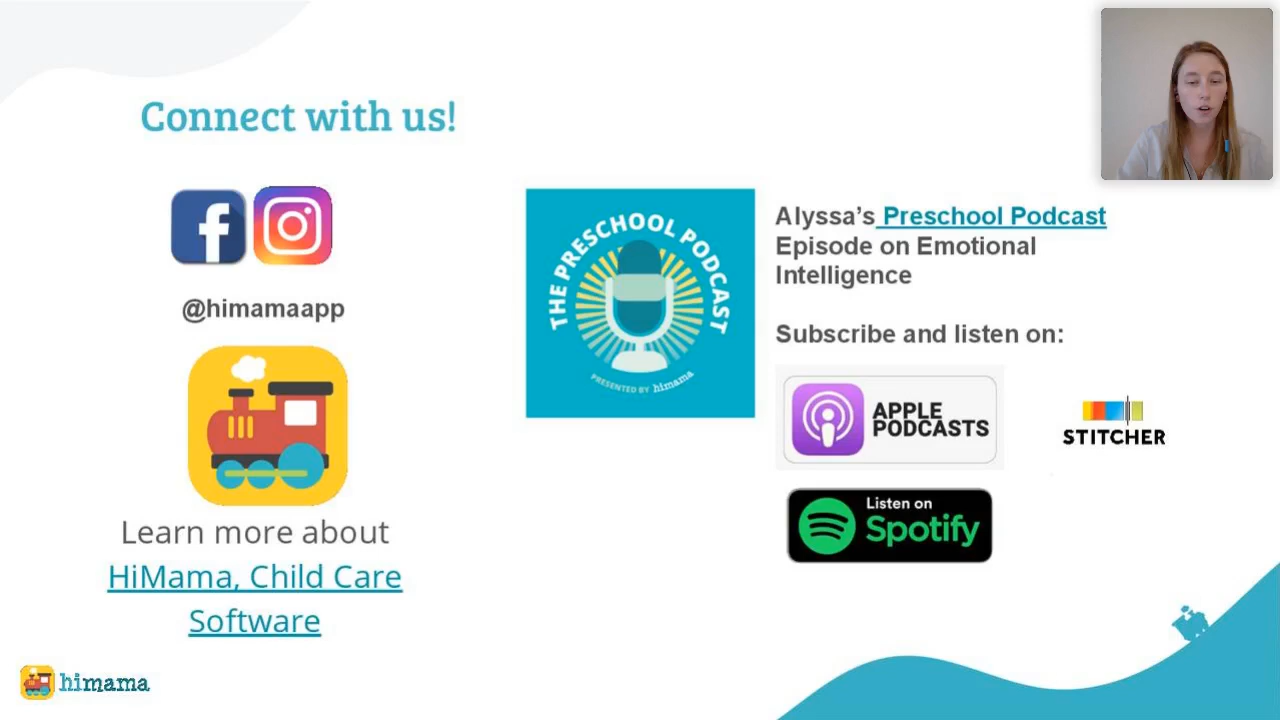 Connect with us!
@himamaapp
Learn more about
HiMama, Child Care
Software
THE PRESCHOOL PODCAST
PRESENTED BY himama
Alyssa’s Preschool Podcast
Episode on Emotional
Intelligence
Subscribe and listen on:
APPLE
PODCASTS
STITCHER
Listen on
Spotify
himama